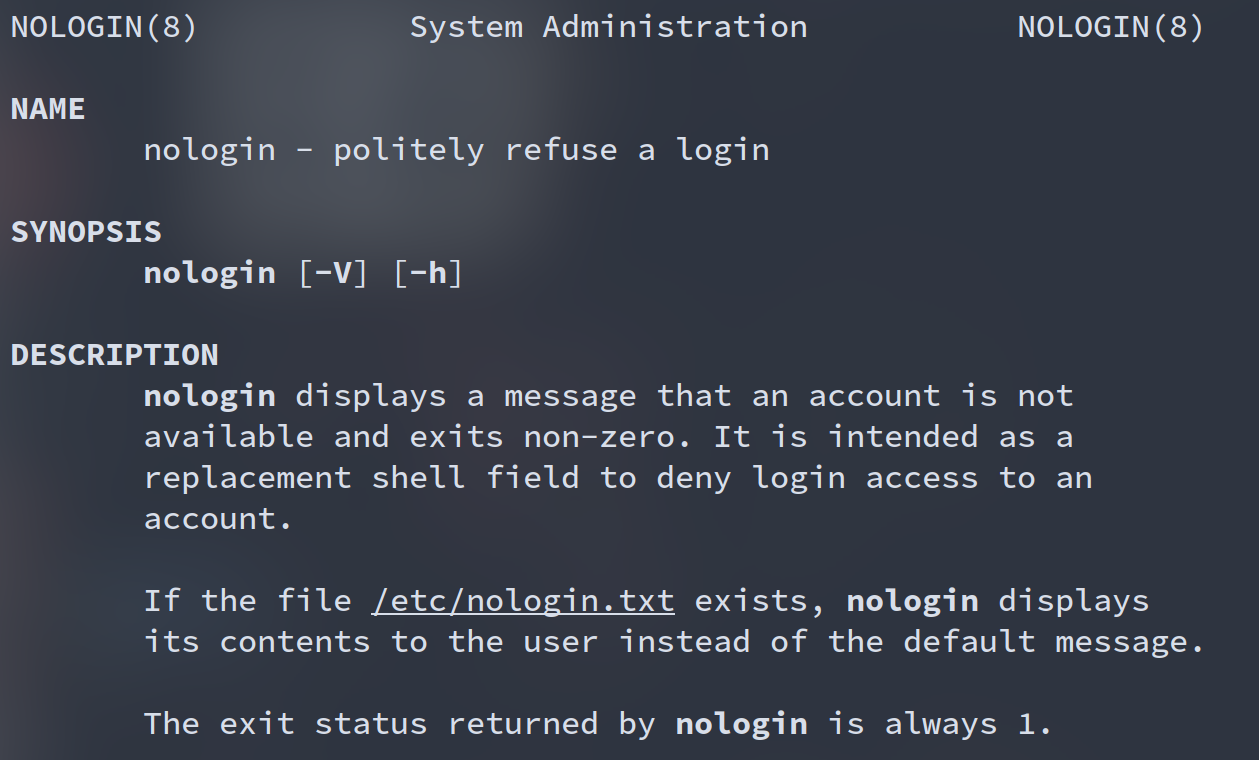 NOLOGIN(8) System Administration NOLOGIN(8)
NAME
nologin - politely refuse a login
SYNOPSIS
nologin [-V] [-h]
DESCRIPTION
nologin displays a message that an account is not
available and exits non-zero. It is intended as a
replacement shell field to deny login access to an
account.
If the file /etc/nologin.txt exists, nologin displays
its contents to the user instead of the default message.
The exit status returned by nologin is always 1.